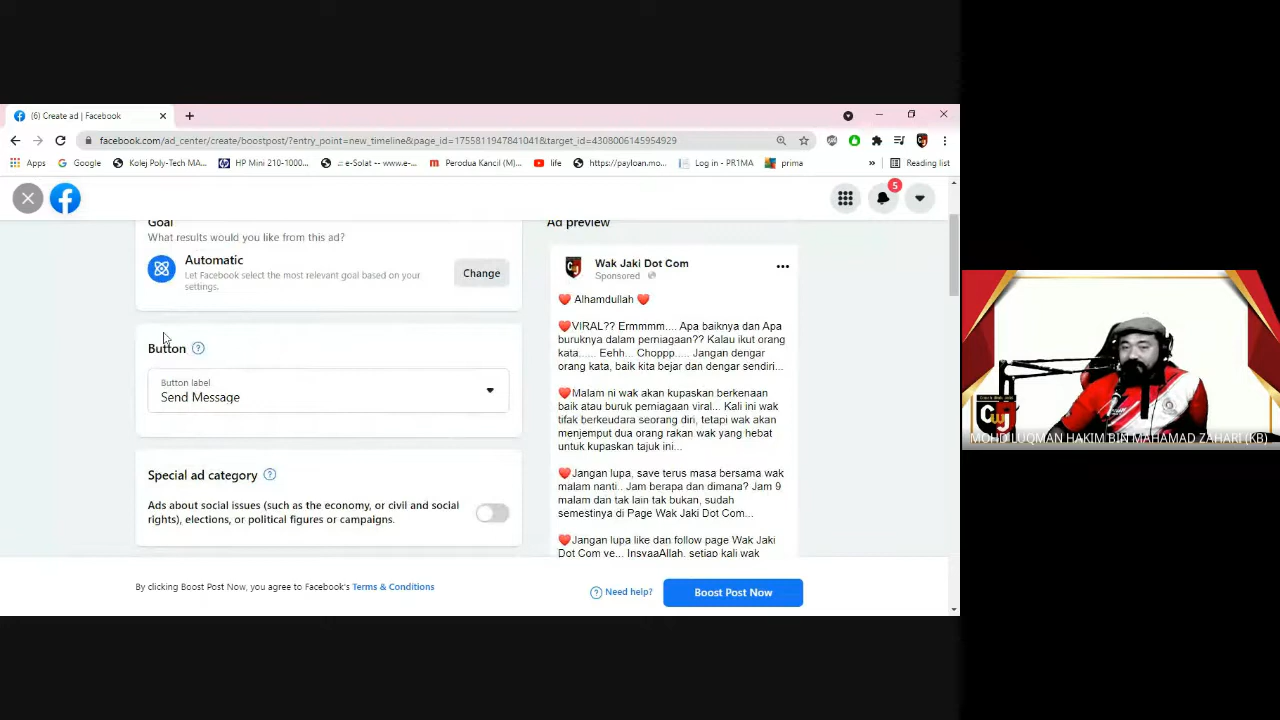 (6) Create ad | Facebook
facebook.com/ad_center/create/boostpost/?entry_point=new_timeline&page_id=1755811947841041&target_id=4308006145954929
Apps
Google
Kolej Poly-Tech MA...
HP Mini 210-1000...
:: e-Solat -- www.e-...
Perodua Kancil (M)...
life
https://payloan.mo...
Log in - PR1MA
prima
»
Reading list
5
Goal
What results would you like from this ad?
Automatic
Let Facebook select the most relevant goal based on your
settings.
Change
Button
Button label
Send Message
Special ad category
Ads about social issues (such as the economy, or civil and social
rights), elections, or political figures or campaigns.
Ad preview
Wak Jaki Dot Com
Sponsored
❤️ Alhamdullah ❤️
❤️VIRAL?? Ermmmm.... Apa baiknya dan Apa
buruknya dalam perniagaan?? Kalau ikut orang
kata...... Eehh... Choppp..... Jangan dengar
orang kata, baik kita bejar dan dengar sendiri...
❤️Malam ni wak akan kupaskan berkenaan
baik atau buruk perniagaan viral... Kali ini wak
tifak berkeudara seorang diri, tetapi wak akan
menjemput dua orang rakan wak yang hebat
untuk kupaskan tajuk ini...
❤️Jangan lupa, save terus masa bersama wak
malam nanti.. Jam berapa dan dimana? Jam 9
malam dan tak lain tak bukan, sudah
semestinya di Page Wak Jaki Dot Com...
❤️Jangan lupa like dan follow page Wak Jaki
Dot Com ye... InsyaaAllah, setiap kali wak
By clicking Boost Post Now, you agree to Facebook's Terms & Conditions
Need help?
Boost Post Now
CWJ
MOHD LUQMAN HAKIM BIN MAHAMAD ZAHARI (KB)